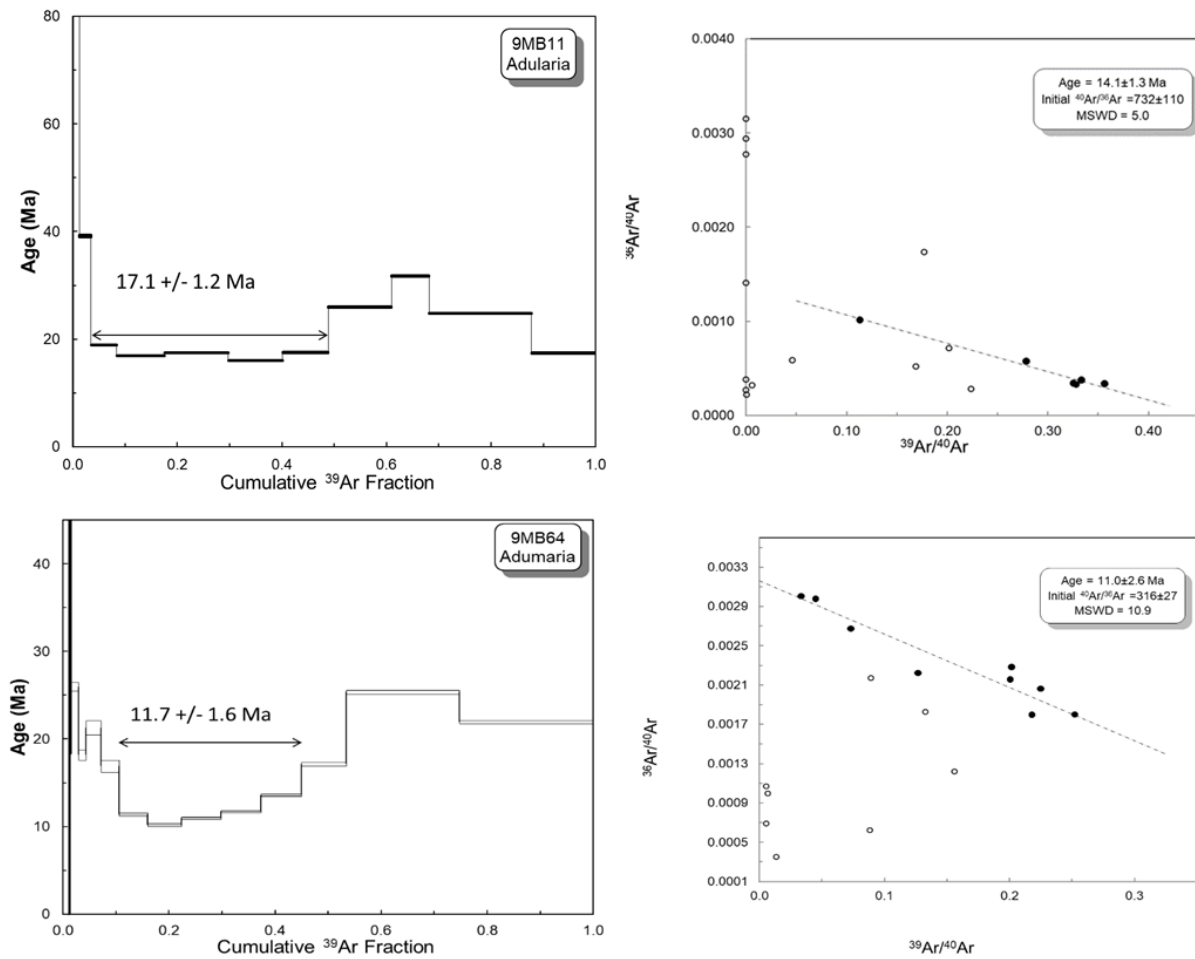 80
60
40
20
0
Age (Ma)
9MB11
Adularia
17.1 +/- 1.2 Ma
0.0 0.2 0.4 0.6 0.8 1.0
Cumulative ³⁹Ar Fraction
0.0040
0.0030
0.0020
0.0010
0.0000
³⁶Ar/⁴⁰Ar
Age = 14.1±1.3 Ma
Initial ⁴⁰Ar/³⁶Ar =732±110
MSWD = 5.0
0.00 0.10 0.20 0.30 0.40
³⁹Ar/⁴⁰Ar
40
30
20
10
0
Age (Ma)
9MB64
Adumaria
11.7 +/- 1.6 Ma
0.0 0.2 0.4 0.6 0.8 1.0
Cumulative ³⁹Ar Fraction
0.0033
0.0029
0.0025
0.0021
0.0017
0.0013
0.0009
0.0005
0.0001
³⁶Ar/⁴⁰Ar
Age = 11.0±2.6 Ma
Initial ⁴⁰Ar/³⁶Ar =316±27
MSWD = 10.9
0.0 0.1 0.2 0.3
³⁹Ar/⁴⁰Ar